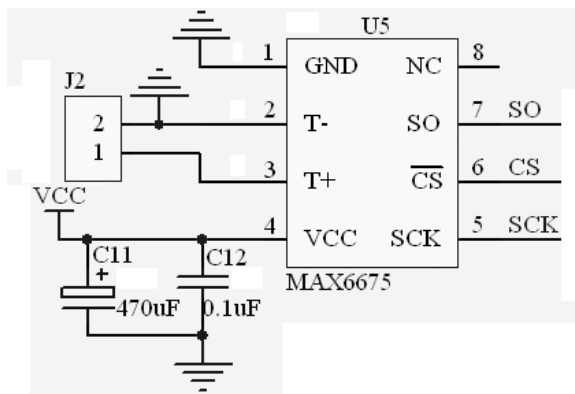 U5
1 GND NC 8
J2
2 2 T- SO 7 SO
1 3 T+ CS 6 CS
VCC
4 VCC SCK 5 SCK
C11 C12
+
MAX6675
470uF 0.1uF